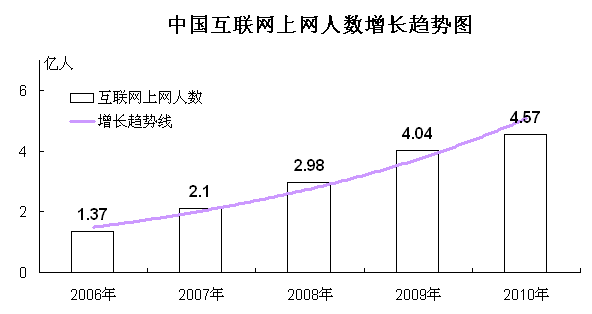 中国互联网上网人数增长趋势图
亿人
互联网上网人数
增长趋势线
6
4
2
0
1.37
2.1
2.98
4.04
4.57
2006年
2007年
2008年
2009年
2010年